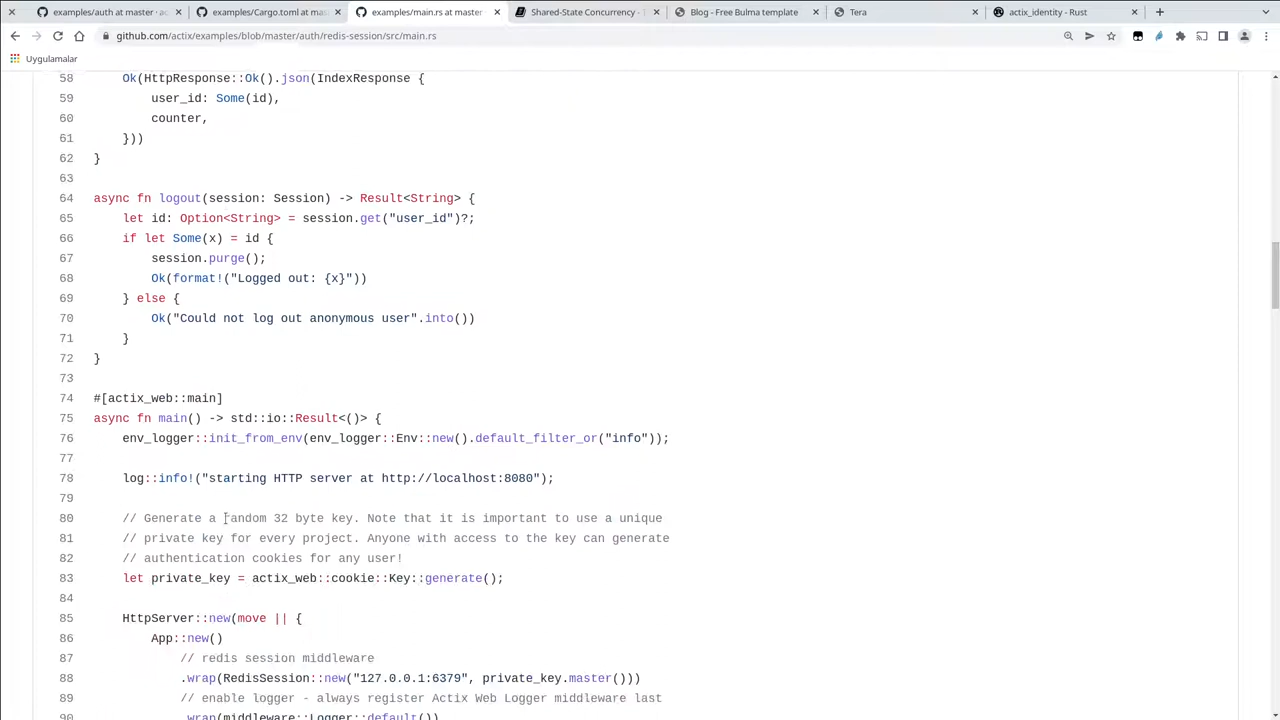 examples/auth at master · ac
examples/Cargo.toml at mast
examples/main.rs at master
Shared-State Concurrency - T
Blog - Free Bulma template
Tera
actix_identity - Rust
github.com/actix/examples/blob/master/auth/redis-session/src/main.rs
Uygulamalar
58 Ok(HttpResponse::Ok().json(IndexResponse {
59 user_id: Some(id),
60 counter,
61 }))
62 }
63
64 async fn logout(session: Session) -> Result<String> {
65 let id: Option<String> = session.get("user_id")?;
66 if let Some(x) = id {
67 session.purge();
68 Ok(format!("Logged out: {x}"))
69 } else {
70 Ok("Could not log out anonymous user".into())
71 }
72 }
73
74 #[actix_web::main]
75 async fn main() -> std::io::Result<()> {
76 env_logger::init_from_env(env_logger::Env::new().default_filter_or("info"));
77
78 log::info!("starting HTTP server at http://localhost:8080");
79
80 // Generate a random 32 byte key. Note that it is important to use a unique
81 // private key for every project. Anyone with access to the key can generate
82 // authentication cookies for any user!
83 let private_key = actix_web::cookie::Key::generate();
84
85 HttpServer::new(move || {
86 App::new()
87 // redis session middleware
88 .wrap(RedisSession::new("127.0.0.1:6379", private_key.master()))
89 // enable logger - always register Actix Web Logger middleware last
90 .wrap(middleware::Logger::default())